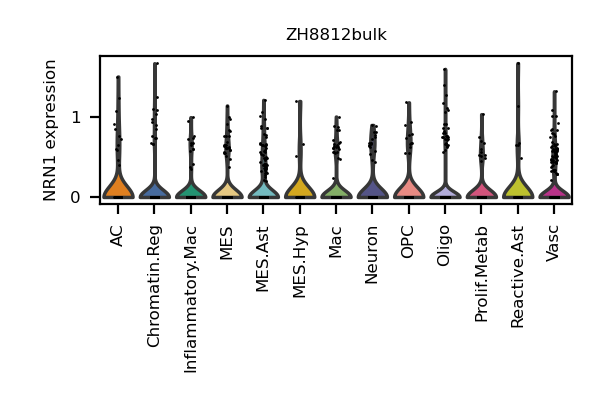 ZH8812bulk
NRN1 expression
1
0
AC
Chromatin.Reg
Inflammatory.Mac
MES
MES.Ast
MES.Hyp
Mac
Neuron
OPC
Oligo
Prolif.Metab
Reactive.Ast
Vasc